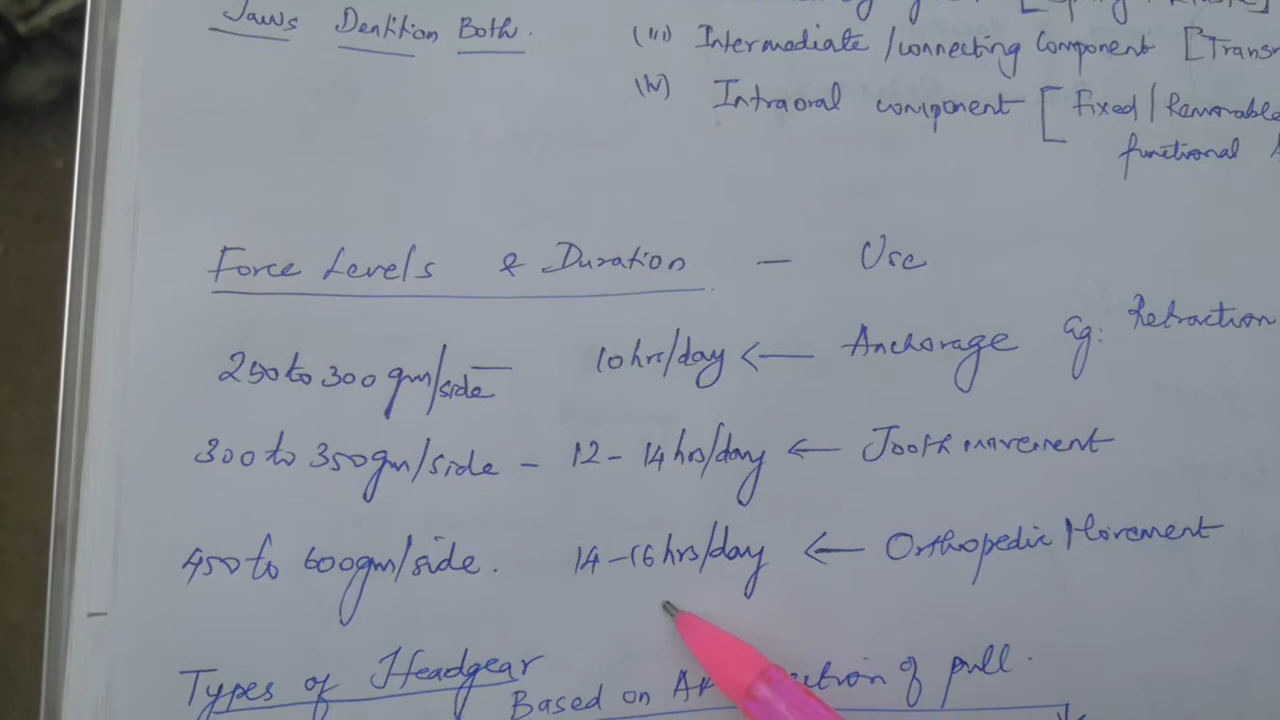 Jaws Dentition Both.
(iii) Intermediate / connecting component [Transm
(iv) Intraoral component [Fixed / Removable
functional
Force Levels & Duration — Use
250 to 300 gm/side — 10 hrs/day ← Anchorage Eg: Retraction
300 to 350 gm/side - 12 - 14 hrs/day ← Tooth movement
450 to 600 gm/side. 14 - 16 hrs/day ← Orthopedic Movement
Types of Headgear
Based on of pull.